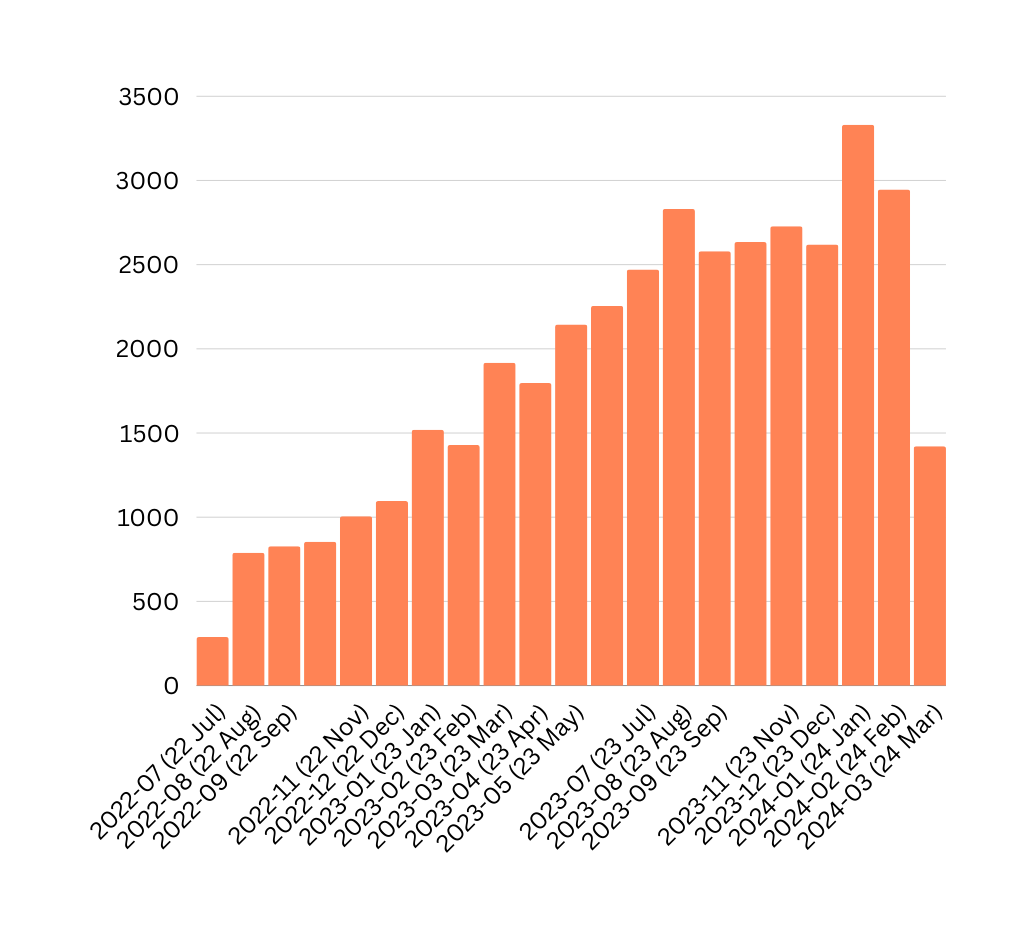 3500
3000
2500
2000
1500
1000
500
0
2022-07 (22 Jul)
2022-08 (22 Aug)
2022-09 (22 Sep)
2022-11 (22 Nov)
2022-12 (22 Dec)
2023-01 (23 Jan)
2023-02 (23 Feb)
2023-03 (23 Mar)
2023-04 (23 Apr)
2023-05 (23 May)
2023-07 (23 Jul)
2023-08 (23 Aug)
2023-09 (23 Sep)
2023-11 (23 Nov)
2023-12 (23 Dec)
2024-01 (24 Jan)
2024-02 (24 Feb)
2024-03 (24 Mar)